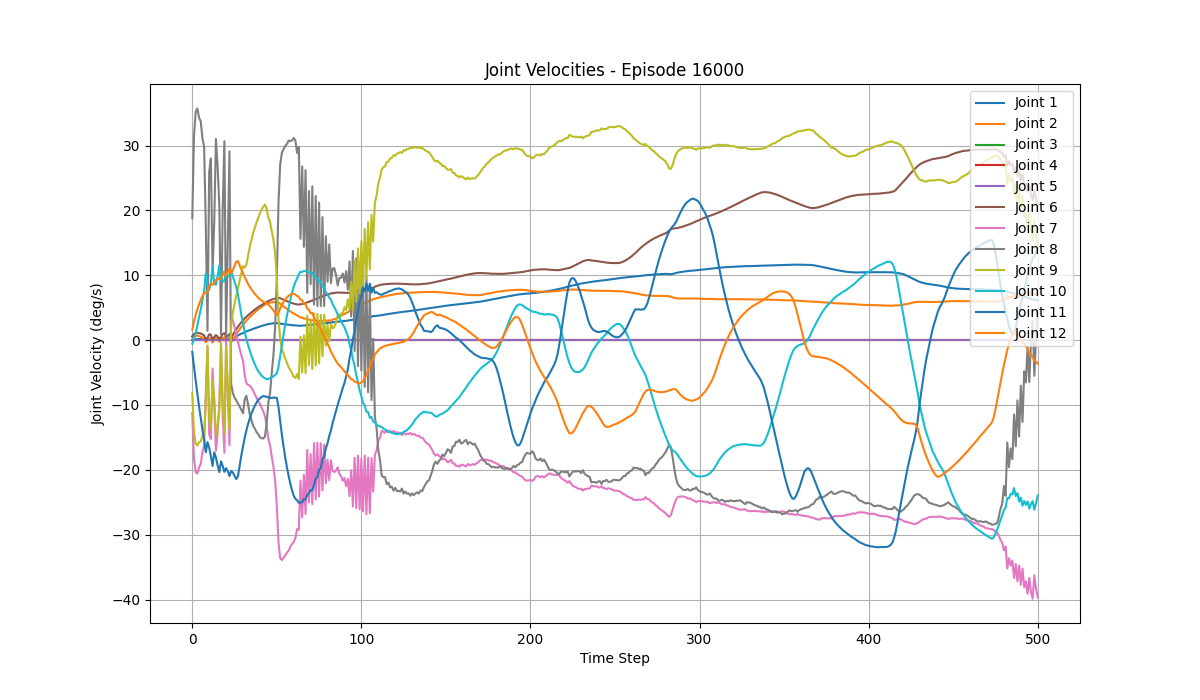 Joint Velocities - Episode 16000
Joint Velocity (deg/s)
30
20
10
0
−10
−20
−30
−40
0
100
200
300
400
500
Time Step
Joint 1
Joint 2
Joint 3
Joint 4
Joint 5
Joint 6
Joint 7
Joint 8
Joint 9
Joint 10
Joint 11
Joint 12